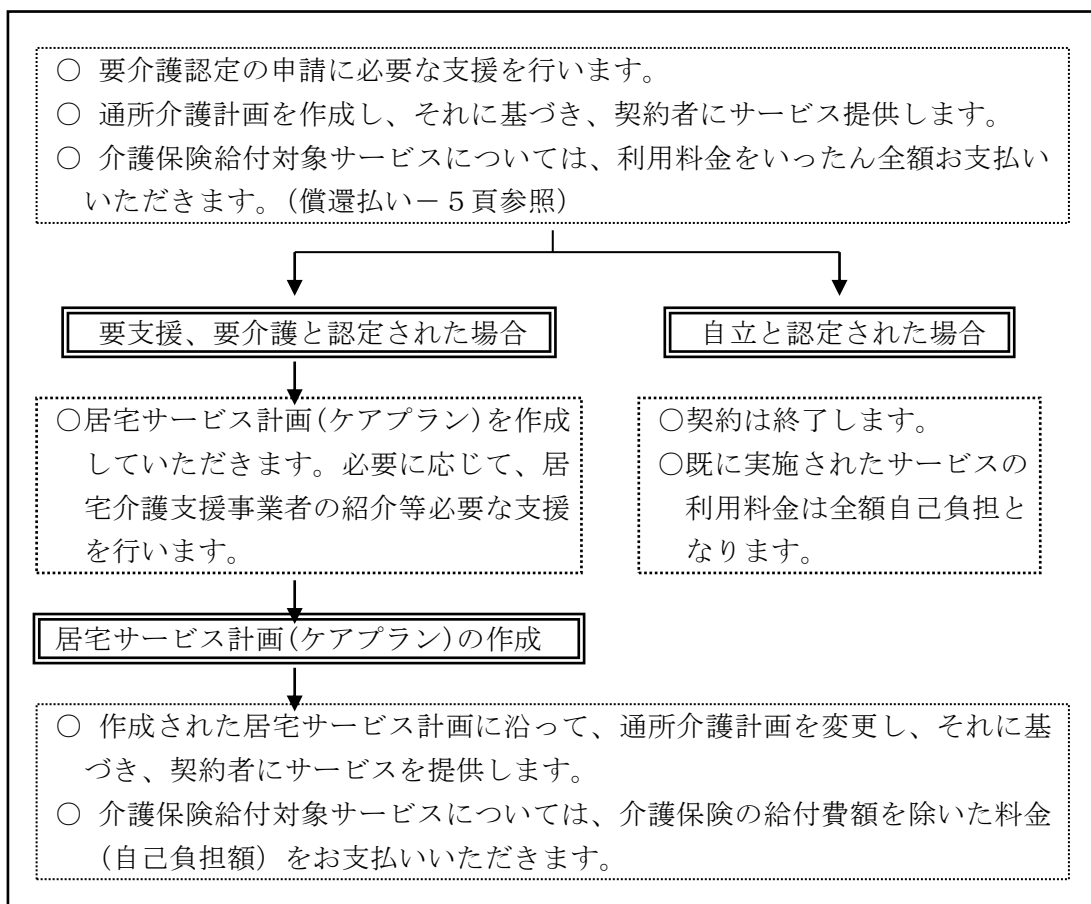 ○ 要介護認定の申請に必要な支援を行います。
○ 通所介護計画を作成し、それに基づき、契約者にサービス提供します。
○ 介護保険給付対象サービスについては、利用料金をいったん全額お支払い
いただきます。(償還払い－５頁参照)
要支援、要介護と認定された場合
自立と認定された場合
○居宅サービス計画(ケアプラン)を作成
していただきます。必要に応じて、居
宅介護支援事業者の紹介等必要な支援
を行います。
○契約は終了します。
○既に実施されたサービスの
利用料金は全額自己負担と
なります。
居宅サービス計画(ケアプラン)の作成
○ 作成された居宅サービス計画に沿って、通所介護計画を変更し、それに基
づき、契約者にサービスを提供します。
○ 介護保険給付対象サービスについては、介護保険の給付費額を除いた料金
（自己負担額）をお支払いいただきます。